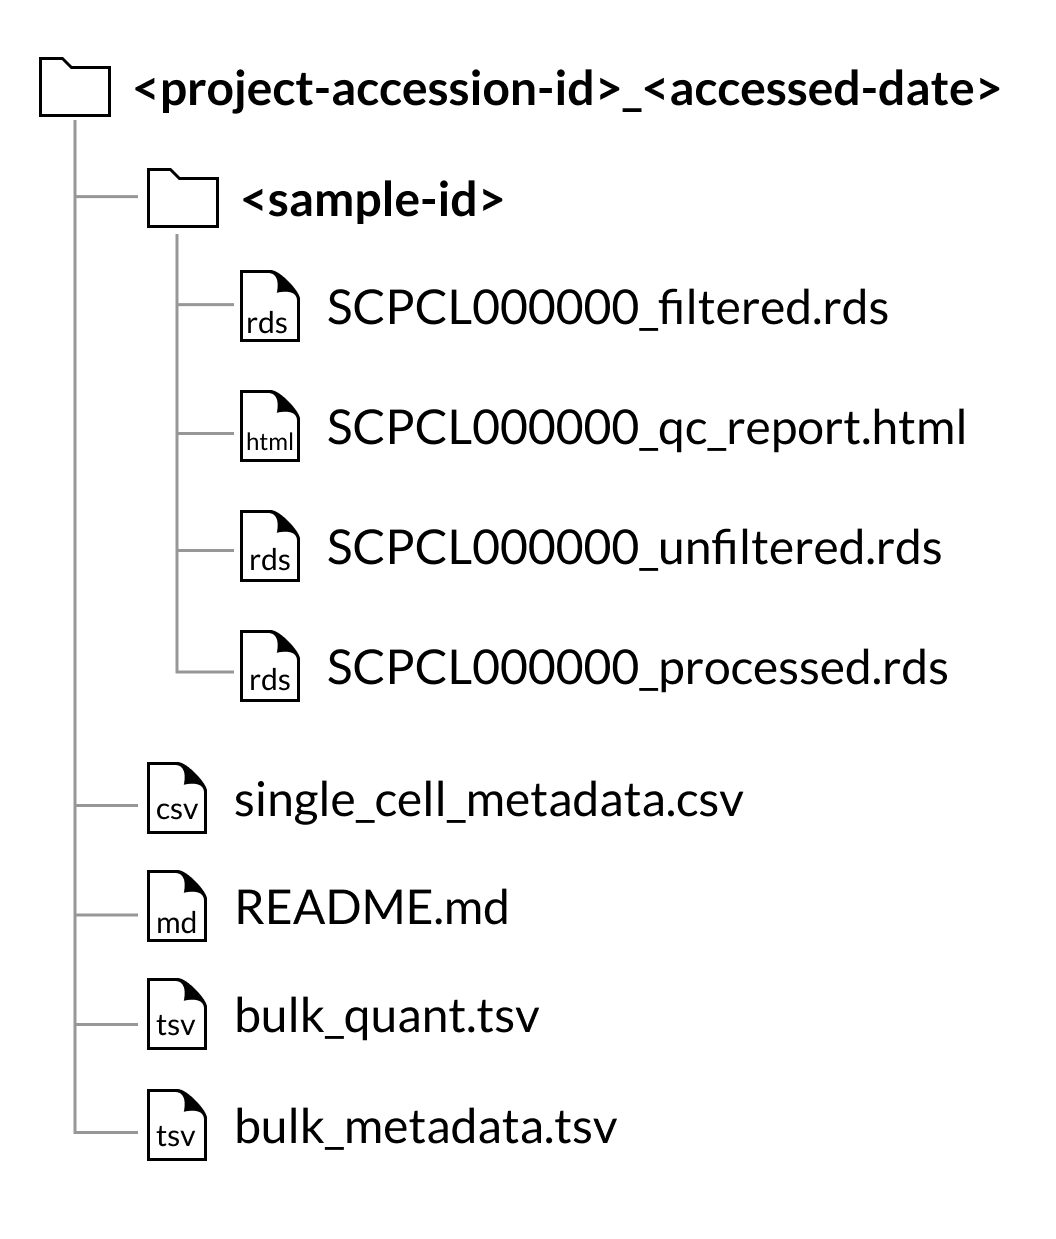 <project-accession-id>_<accessed-date>
<sample-id>
rds SCPCL000000_filtered.rds
html SCPCL000000_qc_report.html
rds SCPCL000000_unfiltered.rds
rds SCPCL000000_processed.rds
csv single_cell_metadata.csv
md README.md
tsv bulk_quant.tsv
tsv bulk_metadata.tsv